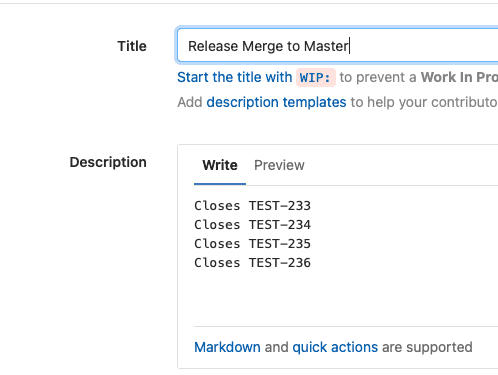 Title
Release Merge to Master
Start the title with WIP: to prevent a Work In Pro
Add description templates to help your contributo
Description
Write Preview
Closes TEST-233
Closes TEST-234
Closes TEST-235
Closes TEST-236
Markdown and quick actions are supported